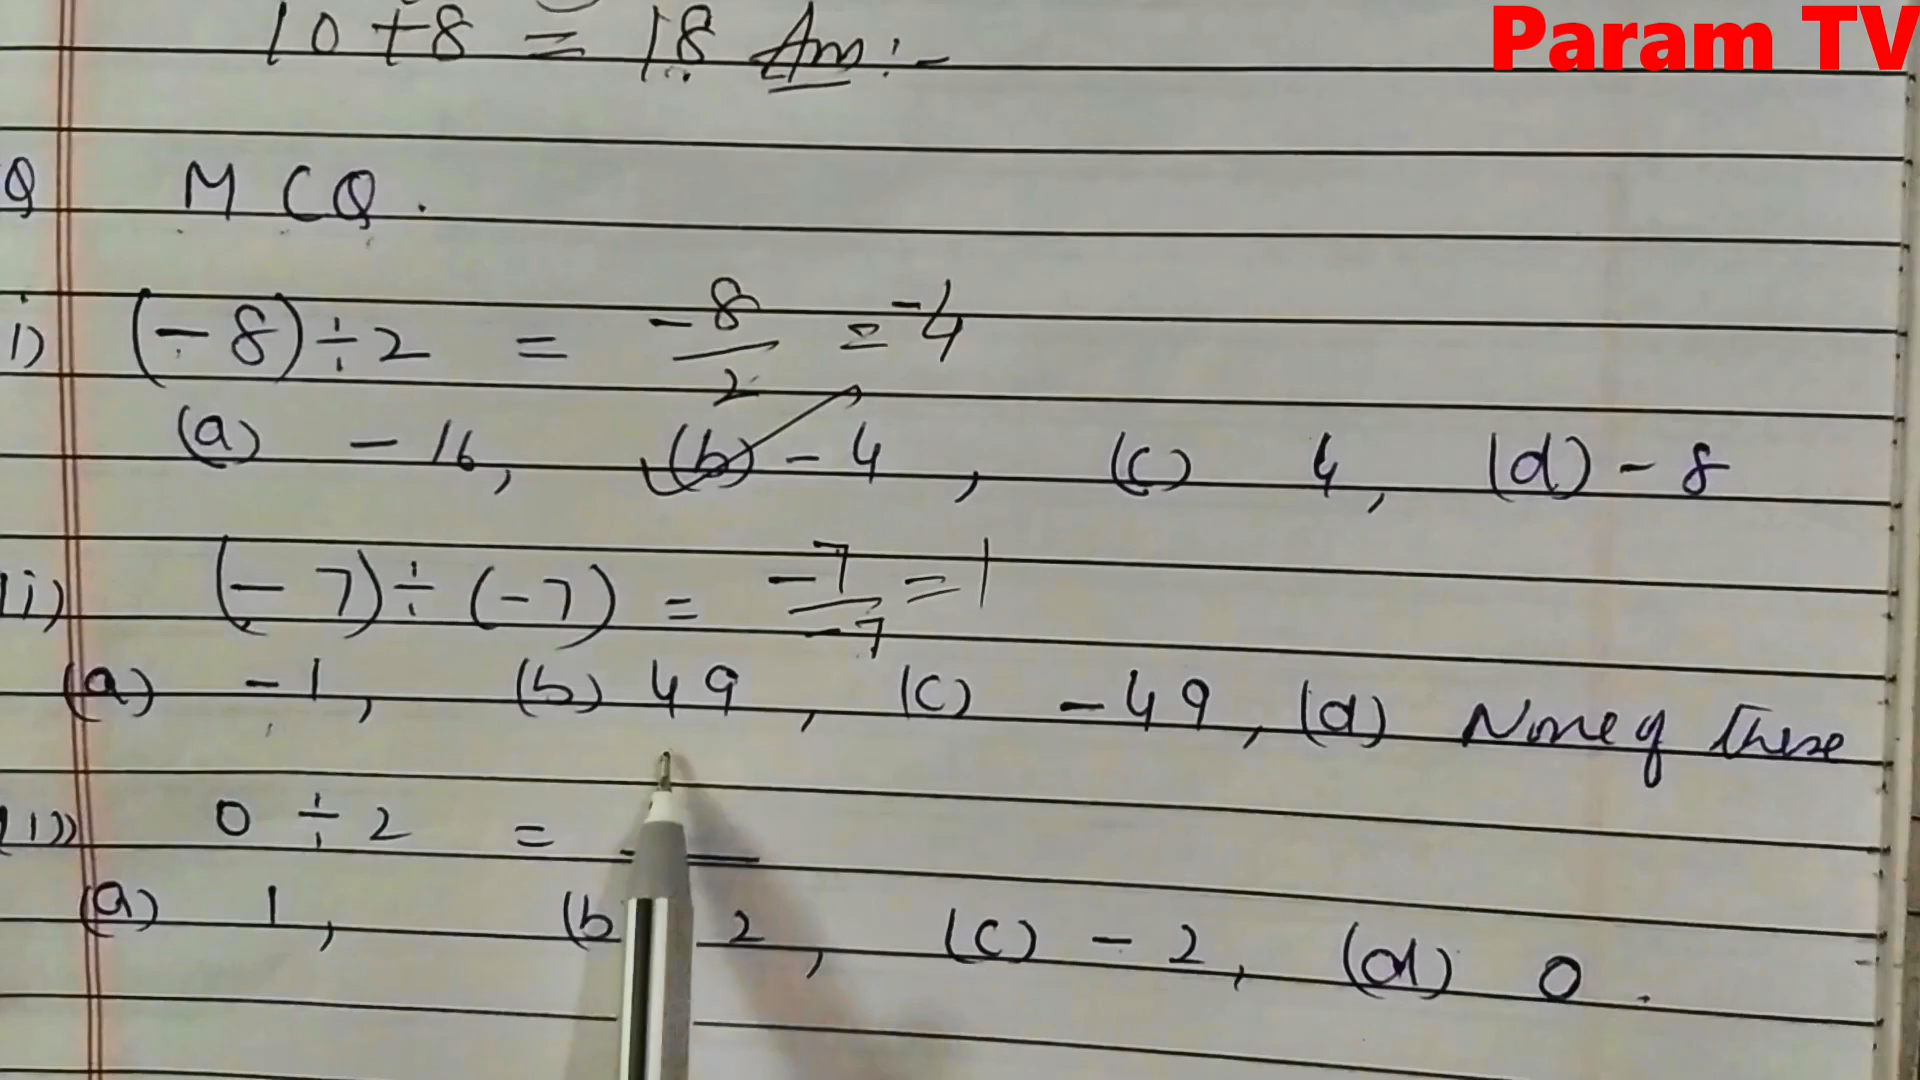 Param TV
10 + 8 = 18 Ans:-
Q MCQ.
i) (-8) ÷ 2 = -8/2 = -4
(a) -16, (b) -4, (c) 4, (d) -8
ii) (-7) ÷ (-7) = -7/-7 = 1
(a) -1, (b) 49, (c) -49, (d) None of these
iii) 0 ÷ 2 = __
(a) 1, (b 2, (c) -2, (d) 0.